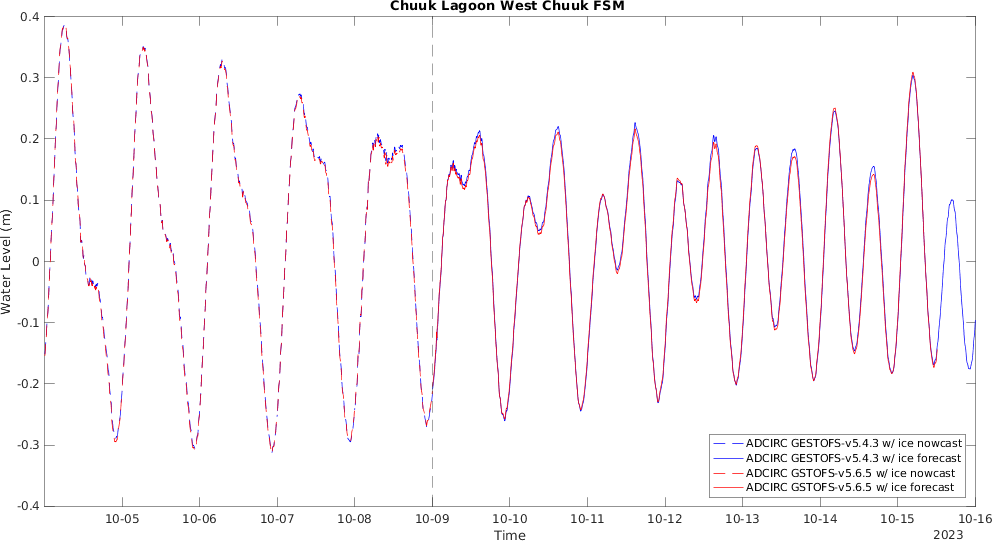 Chuuk Lagoon West Chuuk FSM
0.4
0.3
0.2
0.1
0
-0.1
-0.2
-0.3
-0.4
Water Level (m)
10-05 10-06 10-07 10-08 10-09 10-10 10-11 10-12 10-13 10-14 10-15 10-16
Time
2023
ADCIRC GESTOFS-v5.4.3 w/ ice nowcast
ADCIRC GESTOFS-v5.4.3 w/ ice forecast
ADCIRC GSTOFS-v5.6.5 w/ ice nowcast
ADCIRC GSTOFS-v5.6.5 w/ ice forecast